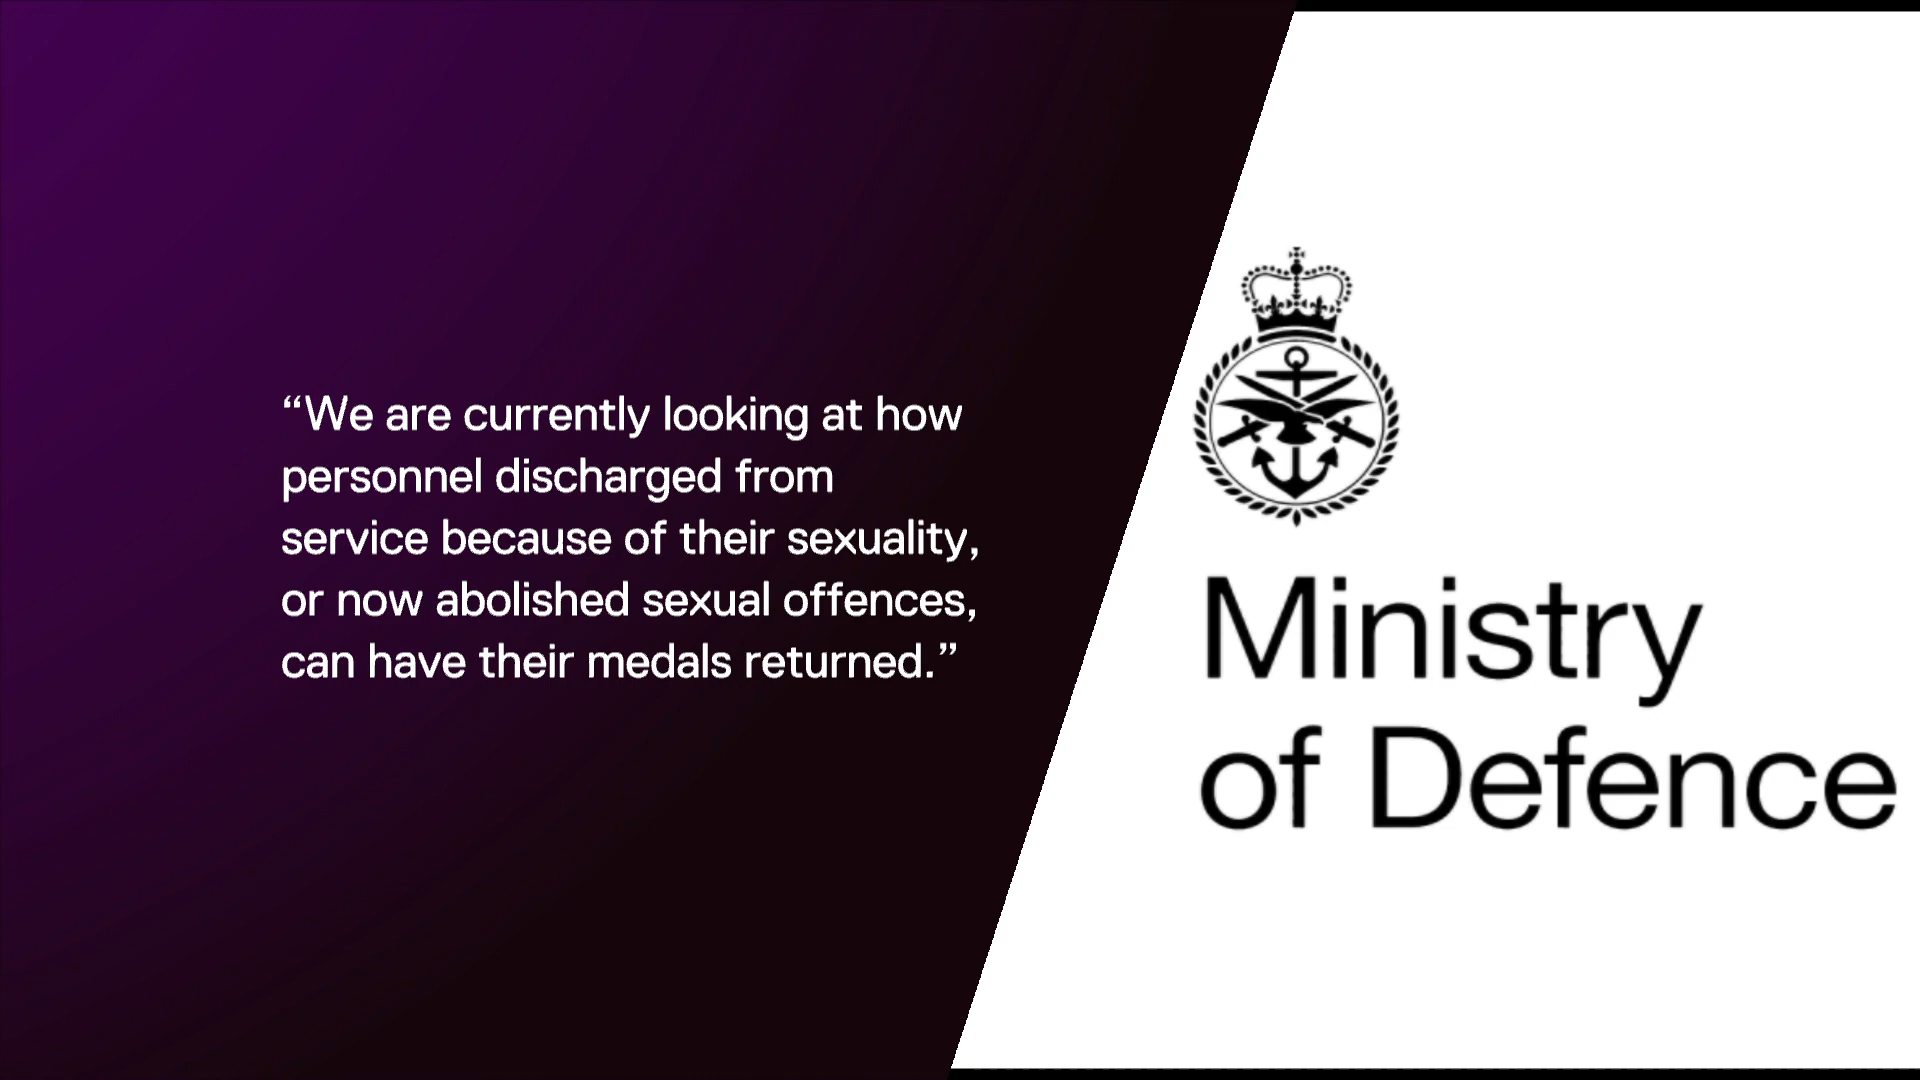 “We are currently looking at how
personnel discharged from
service because of their sexuality,
or now abolished sexual offences,
can have their medals returned.”
Ministry
of Defence